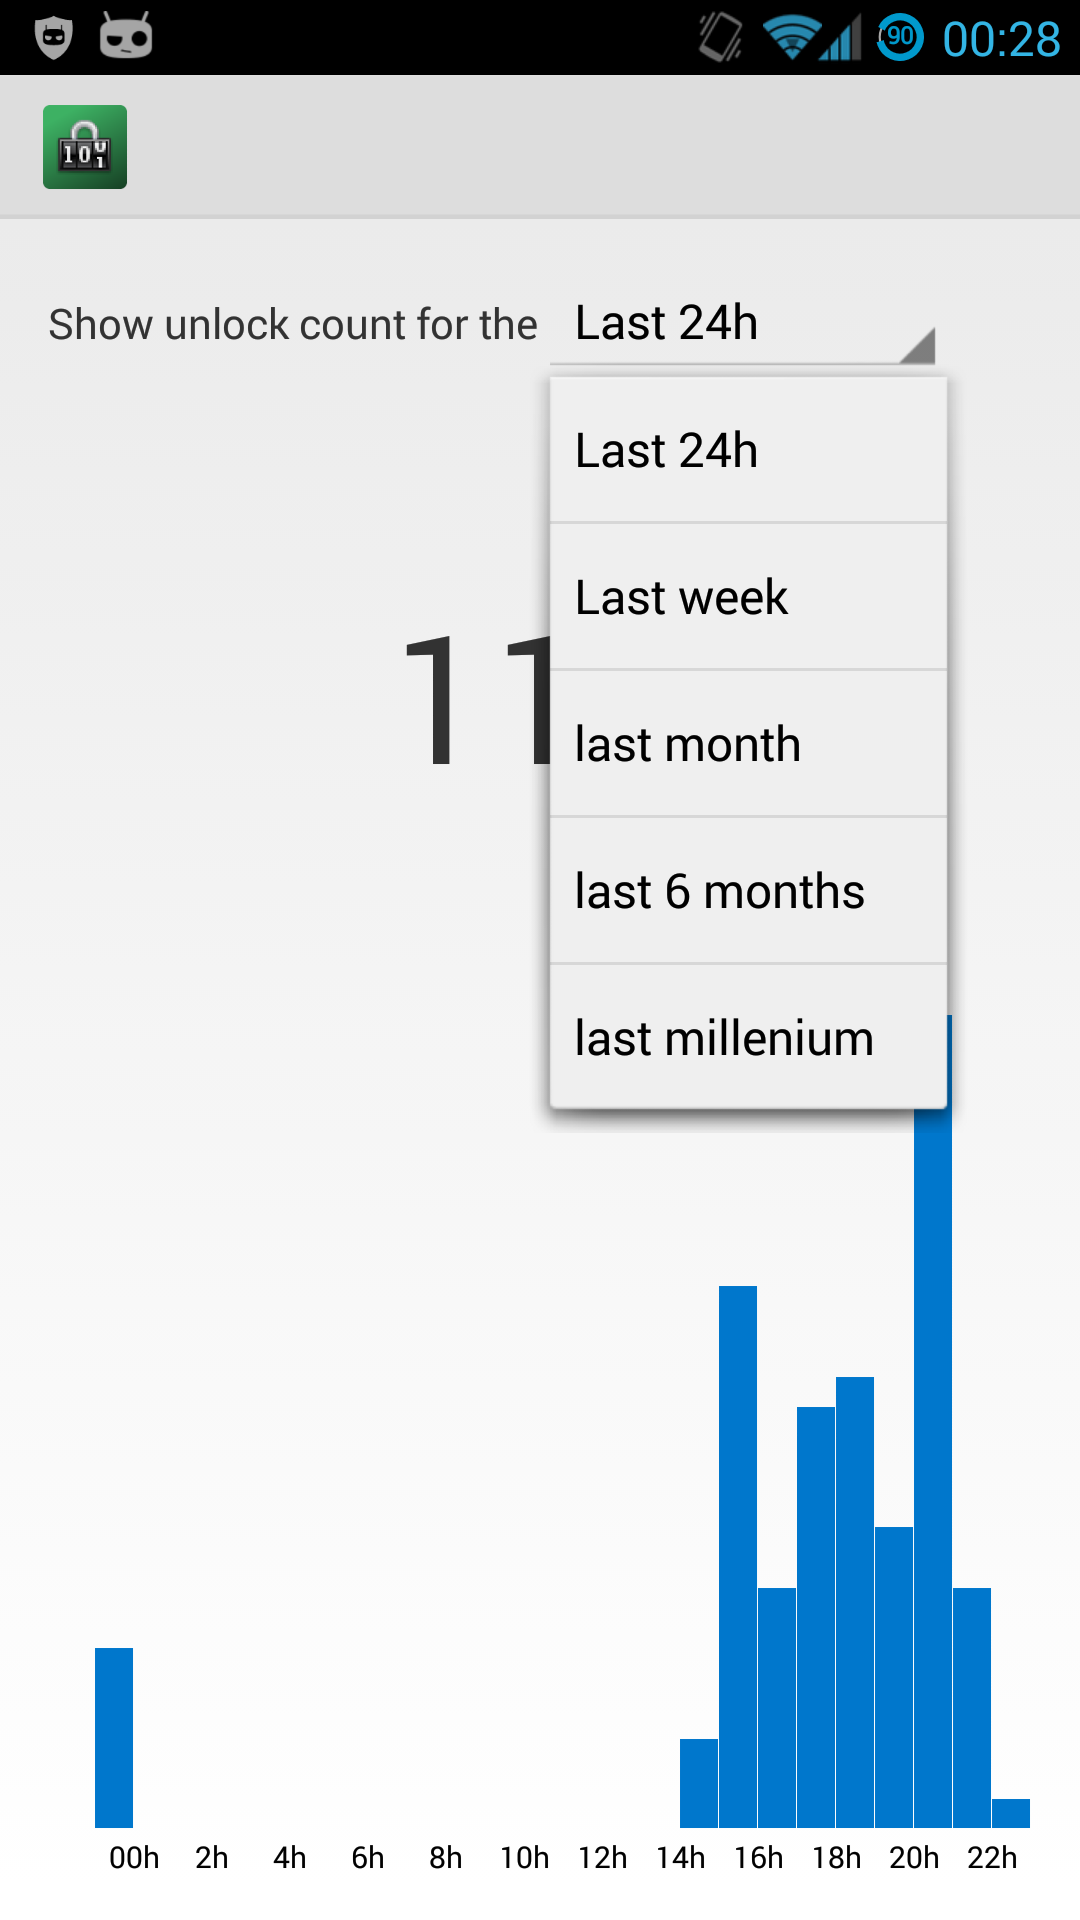 90 00:28
Show unlock count for the Last 24h
Last 24h
Last week
11
last month
last 6 months
last millenium
00h 2h 4h 6h 8h 10h 12h 14h 16h 18h 20h 22h